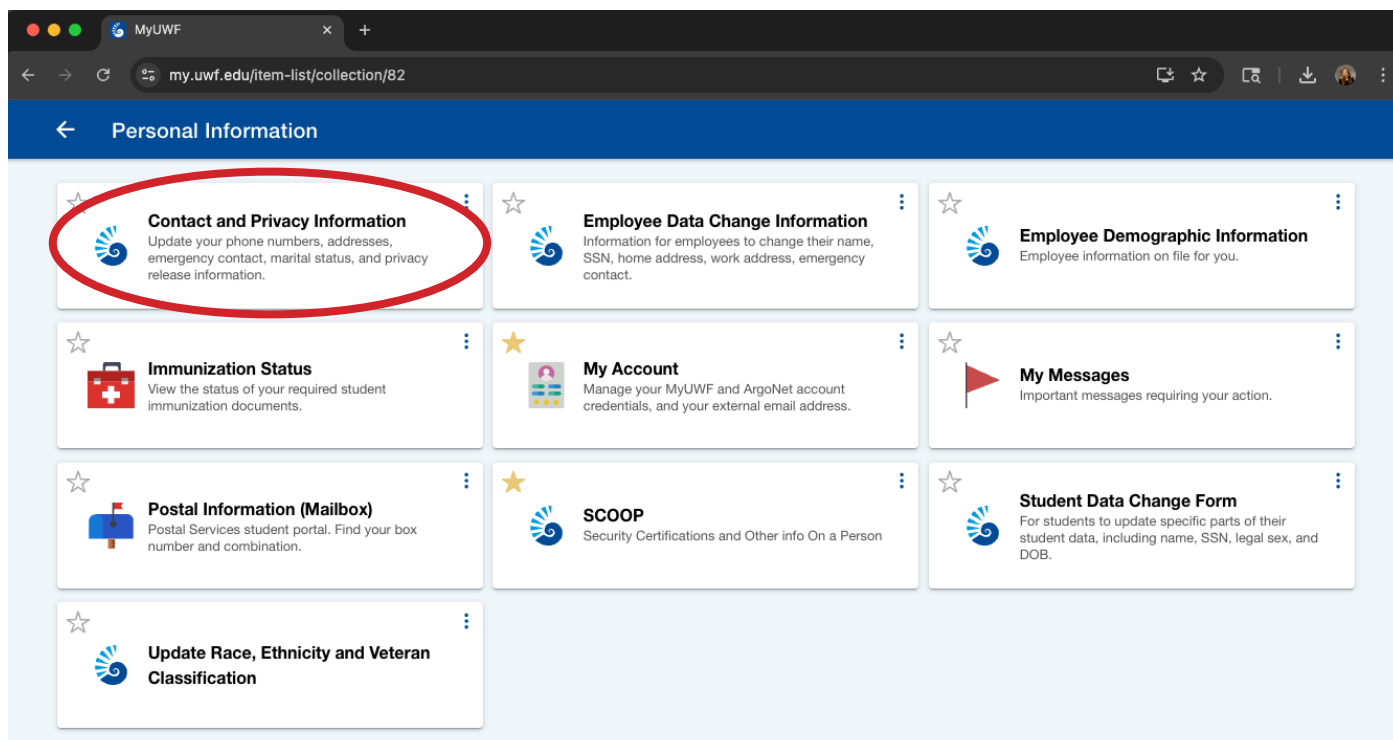 MyUWF
my.uwf.edu/item-list/collection/82
Personal Information
Contact and Privacy Information
Update your phone numbers, addresses,
emergency contact, marital status, and privacy
release information.
Employee Data Change Information
Information for employees to change their name,
SSN, home address, work address, emergency
contact.
Employee Demographic Information
Employee information on file for you.
Immunization Status
View the status of your required student
immunization documents.
My Account
Manage your MyUWF and ArgoNet account
credentials, and your external email address.
My Messages
Important messages requiring your action.
Postal Information (Mailbox)
Postal Services student portal. Find your box
number and combination.
SCOOP
Security Certifications and Other info On a Person
Student Data Change Form
For students to update specific parts of their
student data, including name, SSN, legal sex, and
DOB.
Update Race, Ethnicity and Veteran
Classification